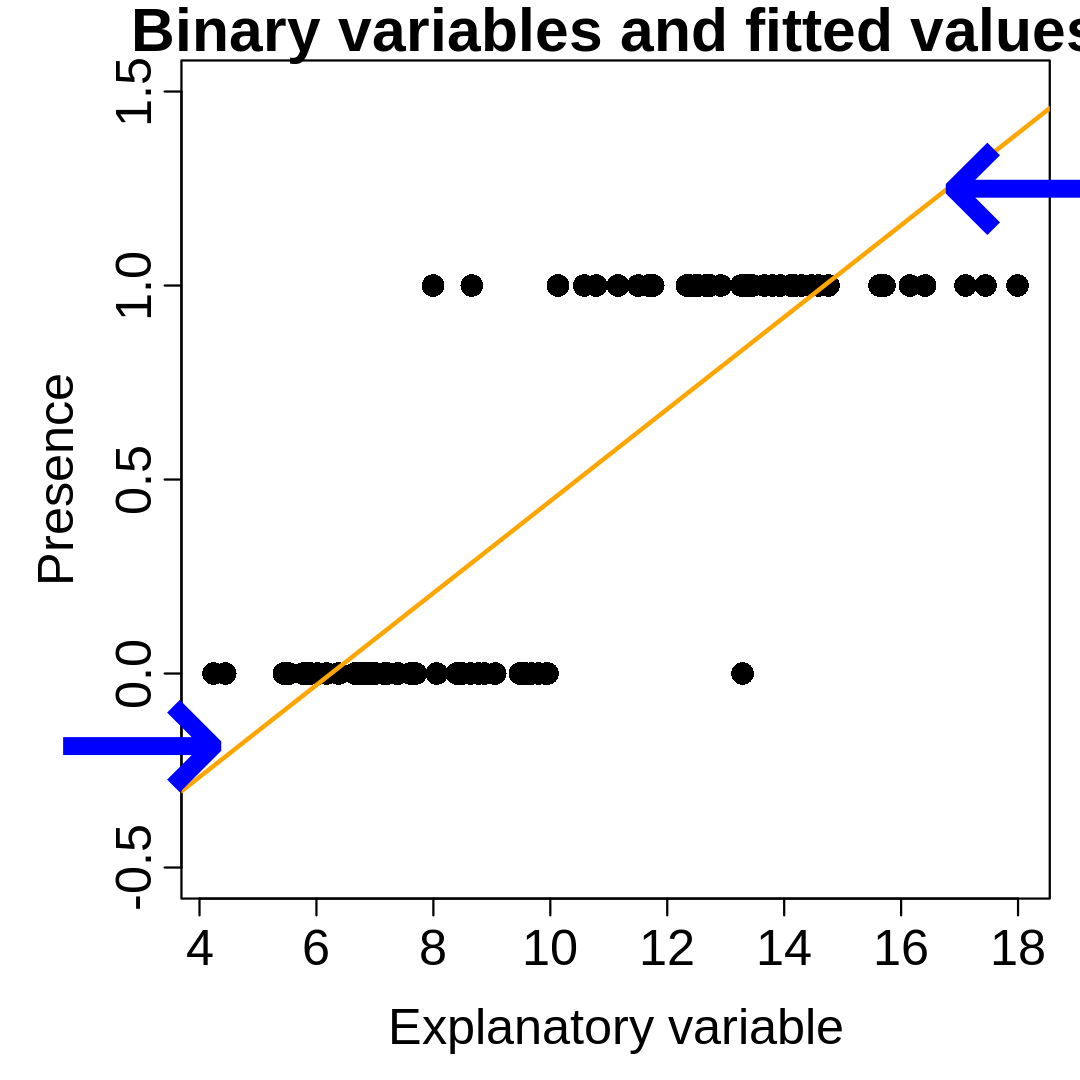 Binary variables and fitted values
1.5
1.0
0.5
0.0
-0.5
Presence
4 6 8 10 12 14 16 18
Explanatory variable